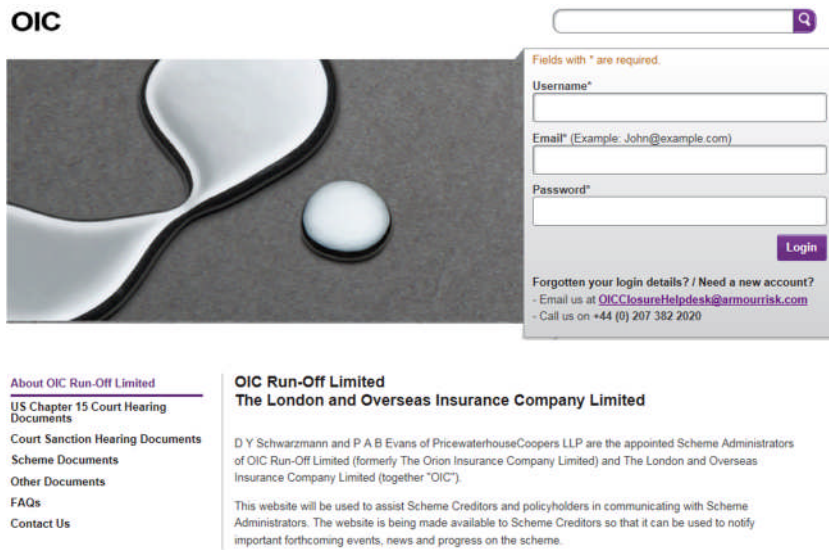 OIC
Fields with * are required.
Username*
Email* (Example: John@example.com)
Password*
Login
Forgotten your login details? / Need a new account?
- Email us at OICClosureHelpdesk@armourrisk.com
- Call us on +44 (0) 207 382 2020
About OIC Run-Off Limited
US Chapter 15 Court Hearing
Documents
Court Sanction Hearing Documents
Scheme Documents
Other Documents
FAQs
Contact Us
OIC Run-Off Limited
The London and Overseas Insurance Company Limited
D Y Schwarzmann and P A B Evans of PricewaterhouseCoopers LLP are the appointed Scheme Administrators
of OIC Run-Off Limited (formerly The Orion Insurance Company Limited) and The London and Overseas
Insurance Company Limited (together "OIC").
This website will be used to assist Scheme Creditors and policyholders in communicating with Scheme
Administrators. The website is being made available to Scheme Creditors so that it can be used to notify
important forthcoming events, news and progress on the scheme.